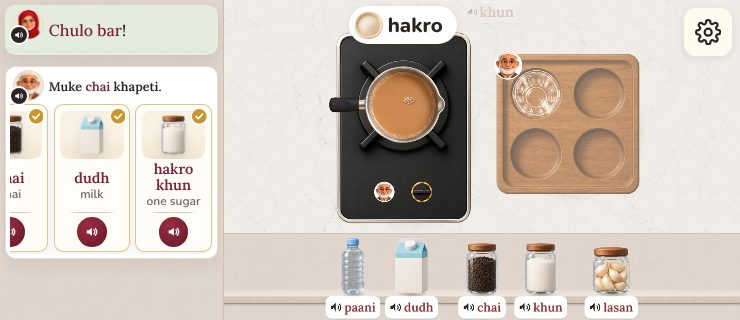 Chulo bar!
Muke chai khapeti.
ai
ai
dudh
milk
hakro
khun
one sugar
hakro
khun
paani
dudh
chai
khun
lasan